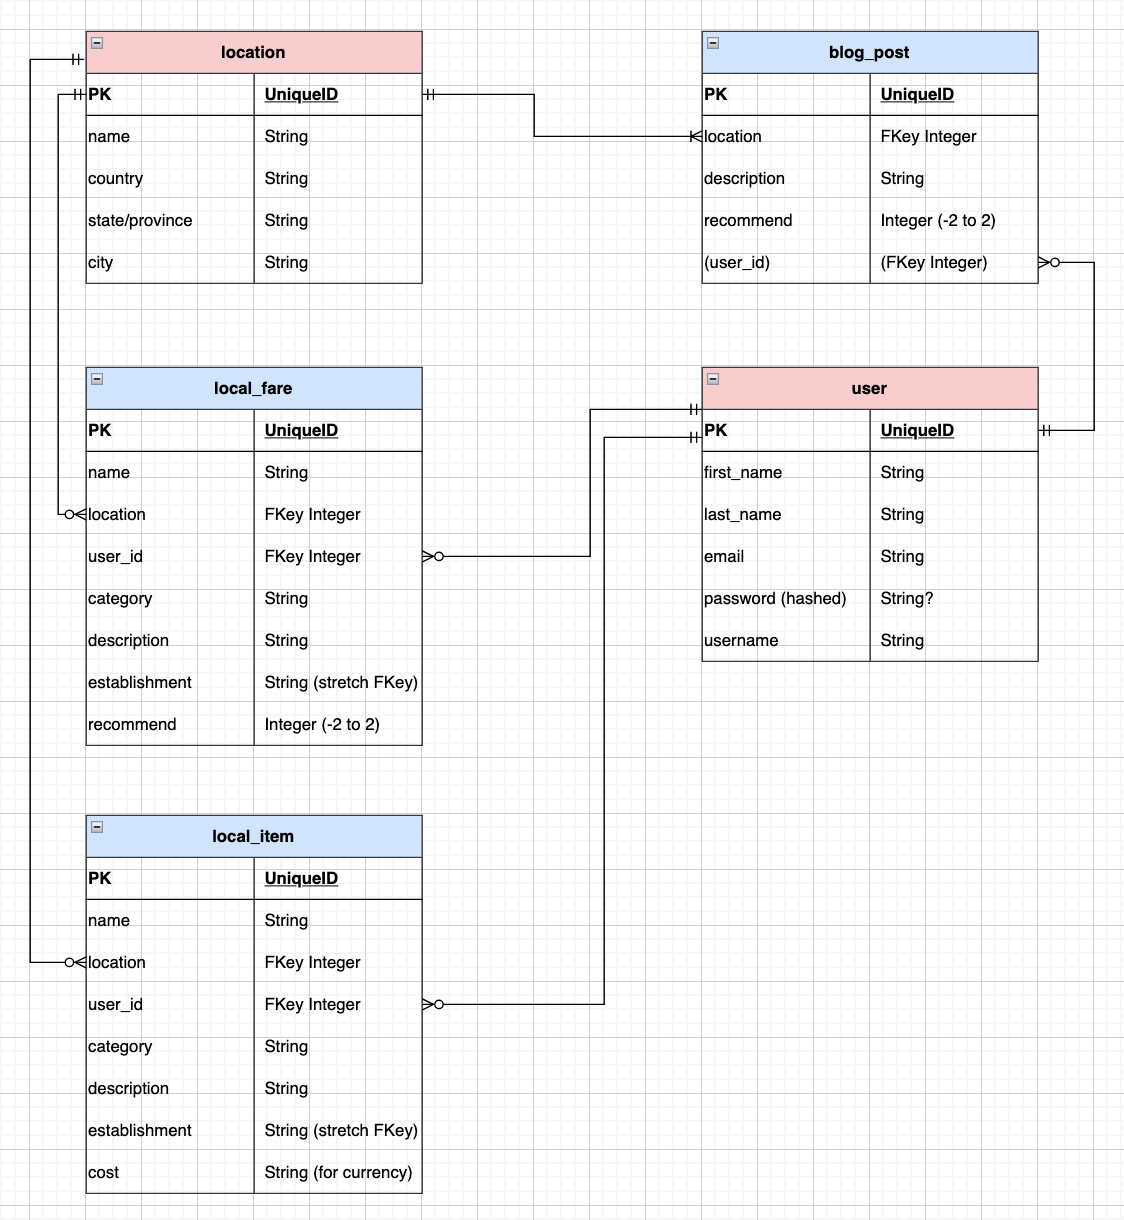 location
PK UniqueID
name String
country String
state/province String
city String
blog_post
PK UniqueID
location FKey Integer
description String
recommend Integer (-2 to 2)
(user_id) (FKey Integer)
local_fare
PK UniqueID
name String
location FKey Integer
user_id FKey Integer
category String
description String
establishment String (stretch FKey)
recommend Integer (-2 to 2)
user
PK UniqueID
first_name String
last_name String
email String
password (hashed) String?
username String
local_item
PK UniqueID
name String
location FKey Integer
user_id FKey Integer
category String
description String
establishment String (stretch FKey)
cost String (for currency)